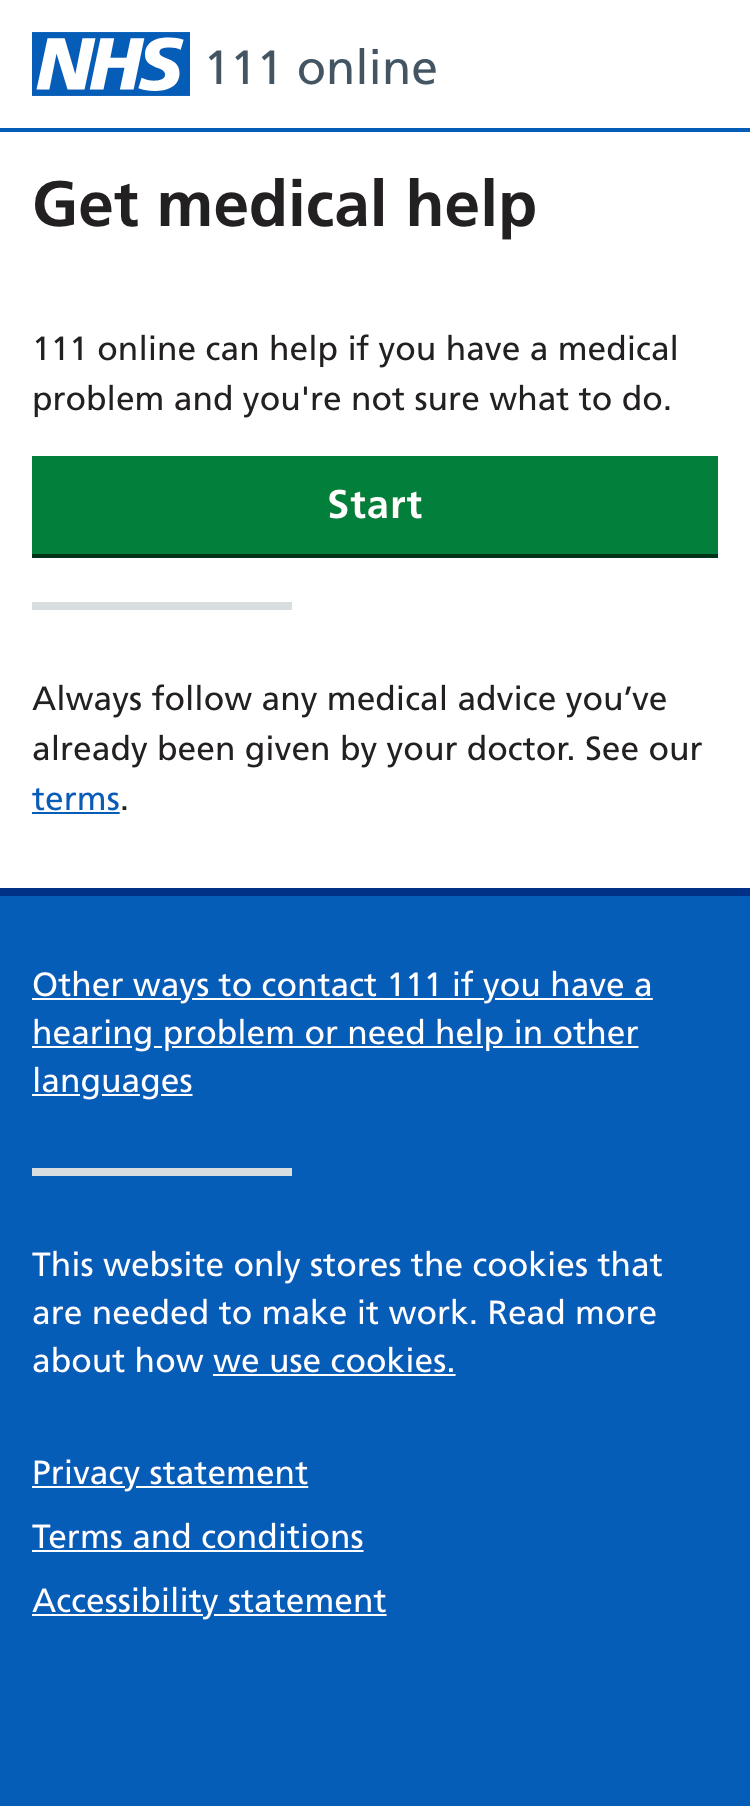 NHS 111 online
Get medical help
111 online can help if you have a medical
problem and you're not sure what to do.
Start
Always follow any medical advice you’ve
already been given by your doctor. See our
terms.
Other ways to contact 111 if you have a
hearing problem or need help in other
languages
This website only stores the cookies that
are needed to make it work. Read more
about how we use cookies.
Privacy statement
Terms and conditions
Accessibility statement